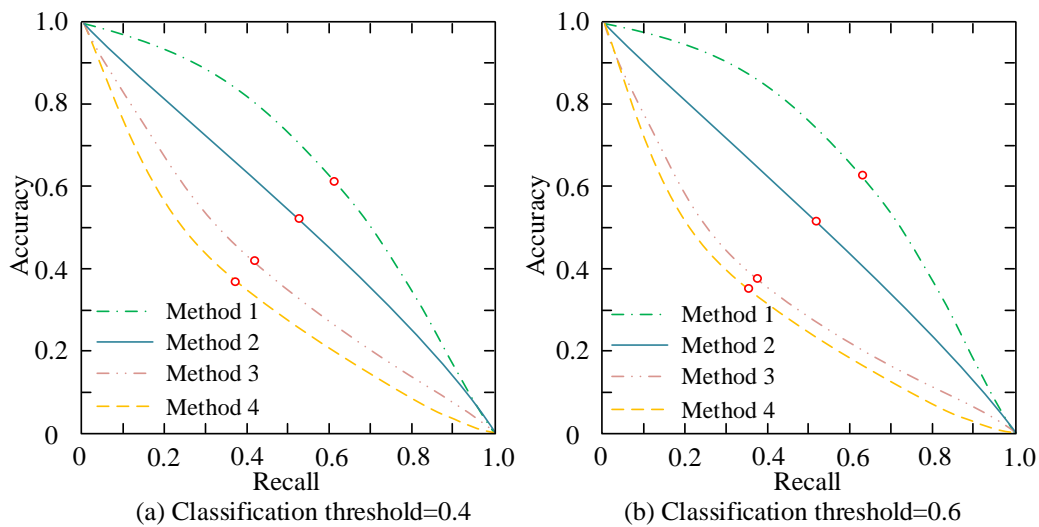 1.0
0.8
0.6
0.4
0.2
0
Accuracy
Method 1
Method 2
Method 3
Method 4
0 0.2 0.4 0.6 0.8 1.0
Recall
(a) Classification threshold=0.4
1.0
0.8
0.6
0.4
0.2
0
Accuracy
Method 1
Method 2
Method 3
Method 4
0 0.2 0.4 0.6 0.8 1.0
Recall
(b) Classification threshold=0.6